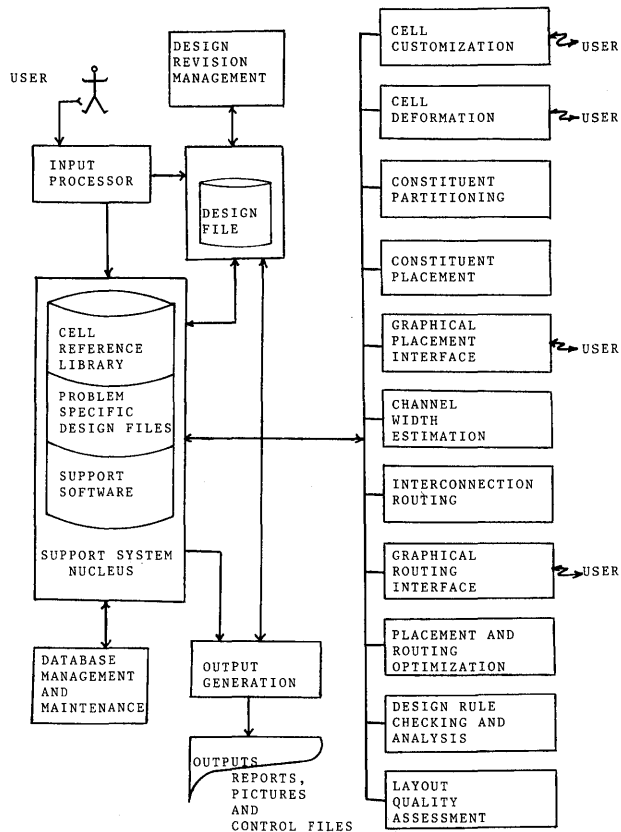 USER
DESIGN
REVISION
MANAGEMENT
INPUT
PROCESSOR
DESIGN
FILE
CELL
REFERENCE
LIBRARY
PROBLEM
SPECIFIC
DESIGN FILES
SUPPORT
SOFTWARE
SUPPORT SYSTEM
NUCLEUS
DATABASE
MANAGEMENT
AND
MAINTENANCE
OUTPUT
GENERATION
OUTPUTS
REPORTS,
PICTURES
AND
CONTROL FILES
CELL
CUSTOMIZATION
USER
CELL
DEFORMATION
USER
CONSTITUENT
PARTITIONING
CONSTITUENT
PLACEMENT
GRAPHICAL
PLACEMENT
INTERFACE
USER
CHANNEL
WIDTH
ESTIMATION
INTERCONNECTION
ROUTING
GRAPHICAL
ROUTING
INTERFACE
USER
PLACEMENT AND
ROUTING
OPTIMIZATION
DESIGN RULE
CHECKING AND
ANALYSIS
LAYOUT
QUALITY
ASSESSMENT